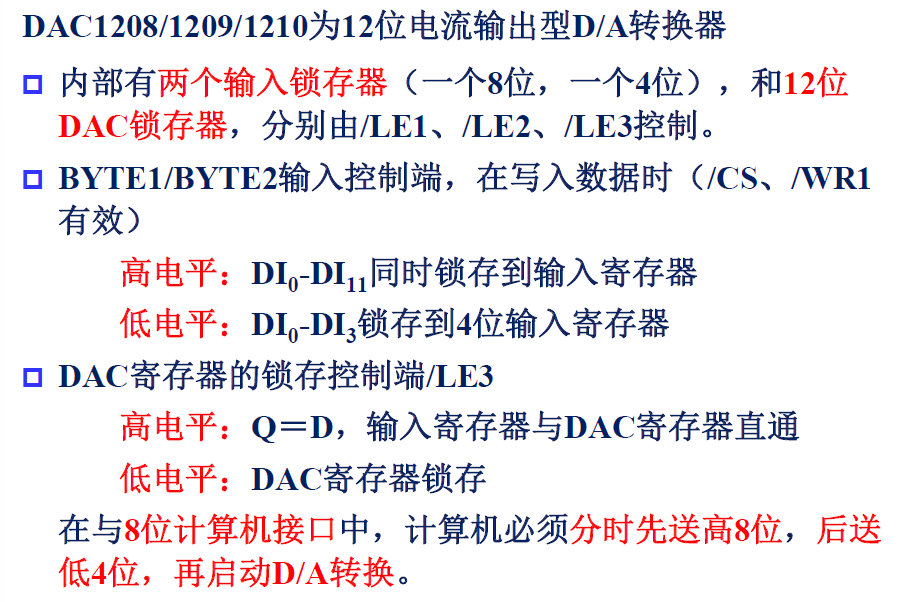 DAC1208/1209/1210为12位电流输出型D/A转换器
内部有两个输入锁存器（一个8位，一个4位），和12位
DAC锁存器，分别由/LE1、/LE2、/LE3控制。
BYTE1/BYTE2输入控制端，在写入数据时（/CS、/WR1
有效）
高电平：DI0-DI11同时锁存到输入寄存器
低电平：DI0-DI3锁存到4位输入寄存器
DAC寄存器的锁存控制端/LE3
高电平：Q＝D，输入寄存器与DAC寄存器直通
低电平：DAC寄存器锁存
在与8位计算机接口中，计算机必须分时先送高8位，后送
低4位，再启动D/A转换。